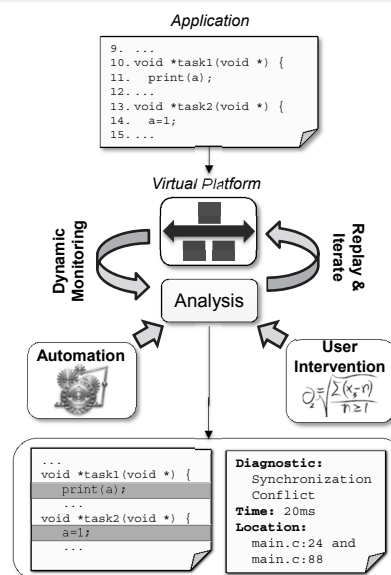 Application
9. ...
10. void *task1(void *) {
11. print(a);
12. ...
13. void *task2(void *) {
14. a=1;
15. ...
Virtual Platform
Dynamic
Monitoring
Replay &
Iterate
Analysis
Automation
User
Intervention
...
void *task1(void *) {
print(a);
...
void *task2(void *) {
a=1;
...
Diagnostic:
Synchronization
Conflict
Time: 20ms
Location:
main.c:24 and
main.c:88